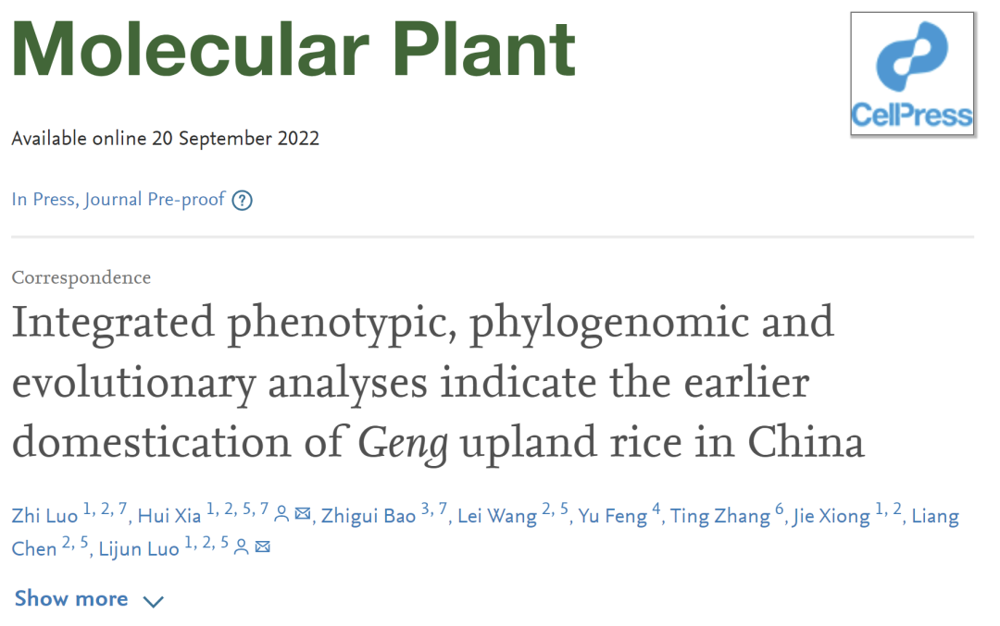 Molecular Plant
CellPress
Available online 20 September 2022
In Press, Journal Pre-proof ?
Correspondence
Integrated phenotypic, phylogenomic and
evolutionary analyses indicate the earlier
domestication of Geng upland rice in China
Zhi Luo 1, 2, 7, Hui Xia 1, 2, 5, 7, Zhigui Bao 3, 7, Lei Wang 2, 5, Yu Feng 4, Ting Zhang 6, Jie Xiong 1, 2, Liang
Chen 2, 5, Lijun Luo 1, 2, 5
Show more